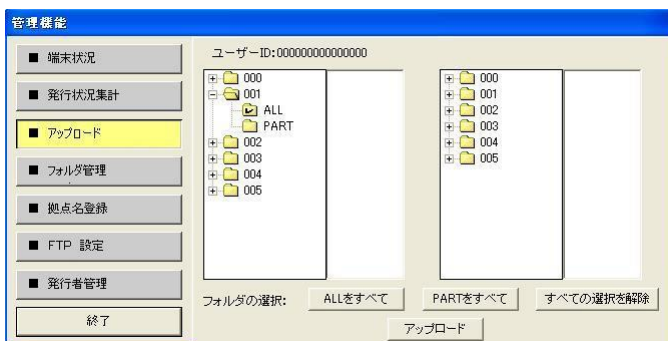 管理機能
■ 端末状況
■ 発行状況集計
■ アップロード
■ フォルダ管理
■ 拠点名登録
■ FTP 設定
■ 発行者管理
終了
ユーザーID:000000000000000
000
001
ALL
PART
002
003
004
005
000
001
002
003
004
005
フォルダの選択:
ALLをすべて
PARTをすべて
すべての選択を解除
アップロード